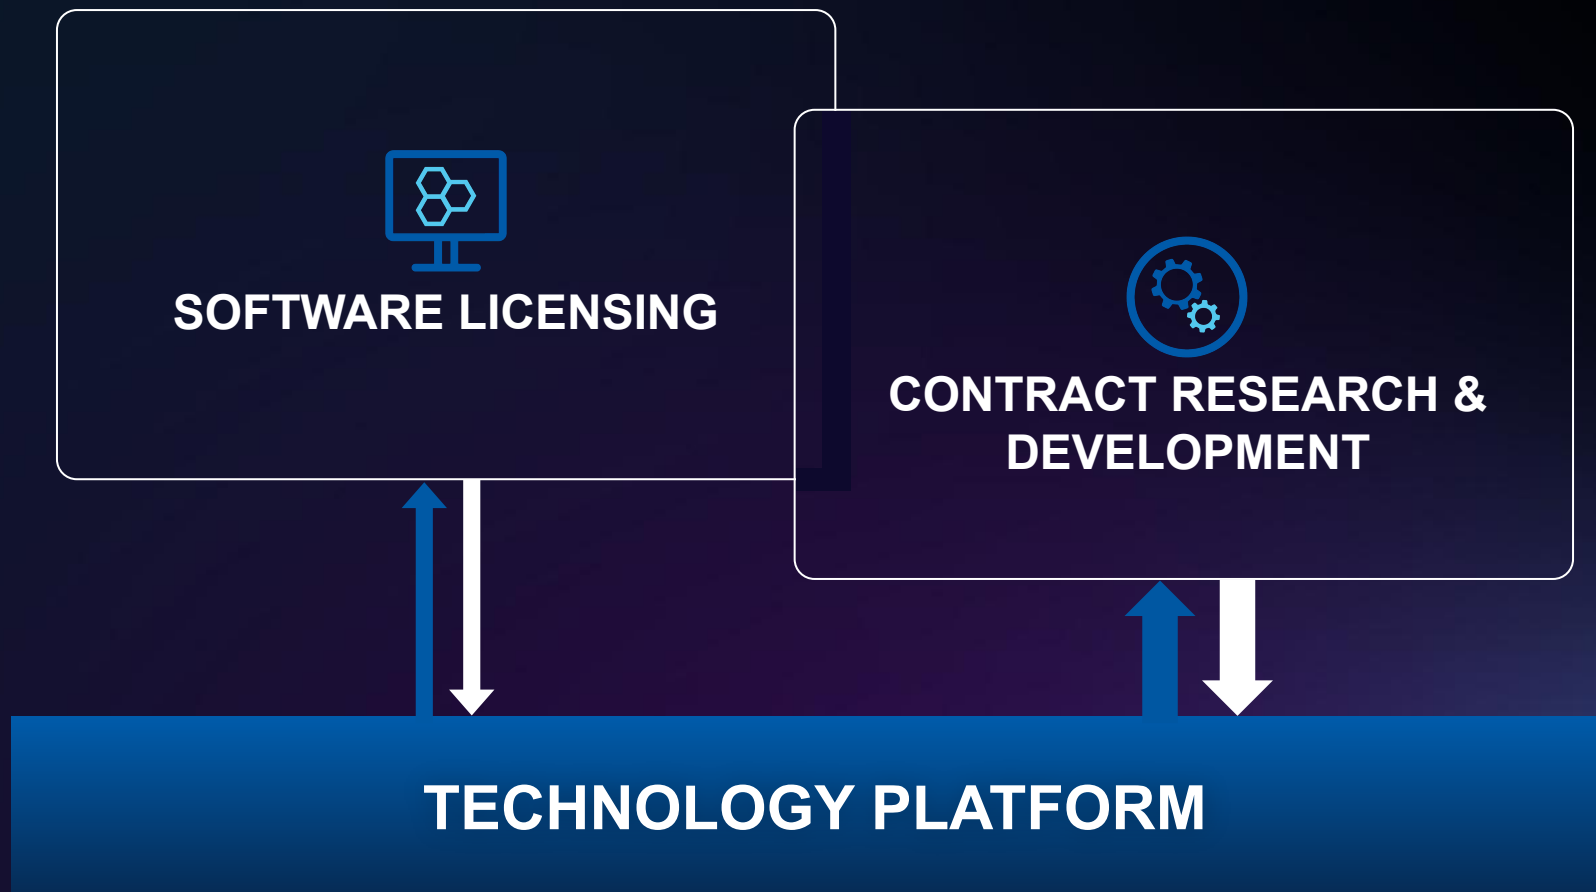 SOFTWARE LICENSING
CONTRACT RESEARCH &
DEVELOPMENT
TECHNOLOGY PLATFORM